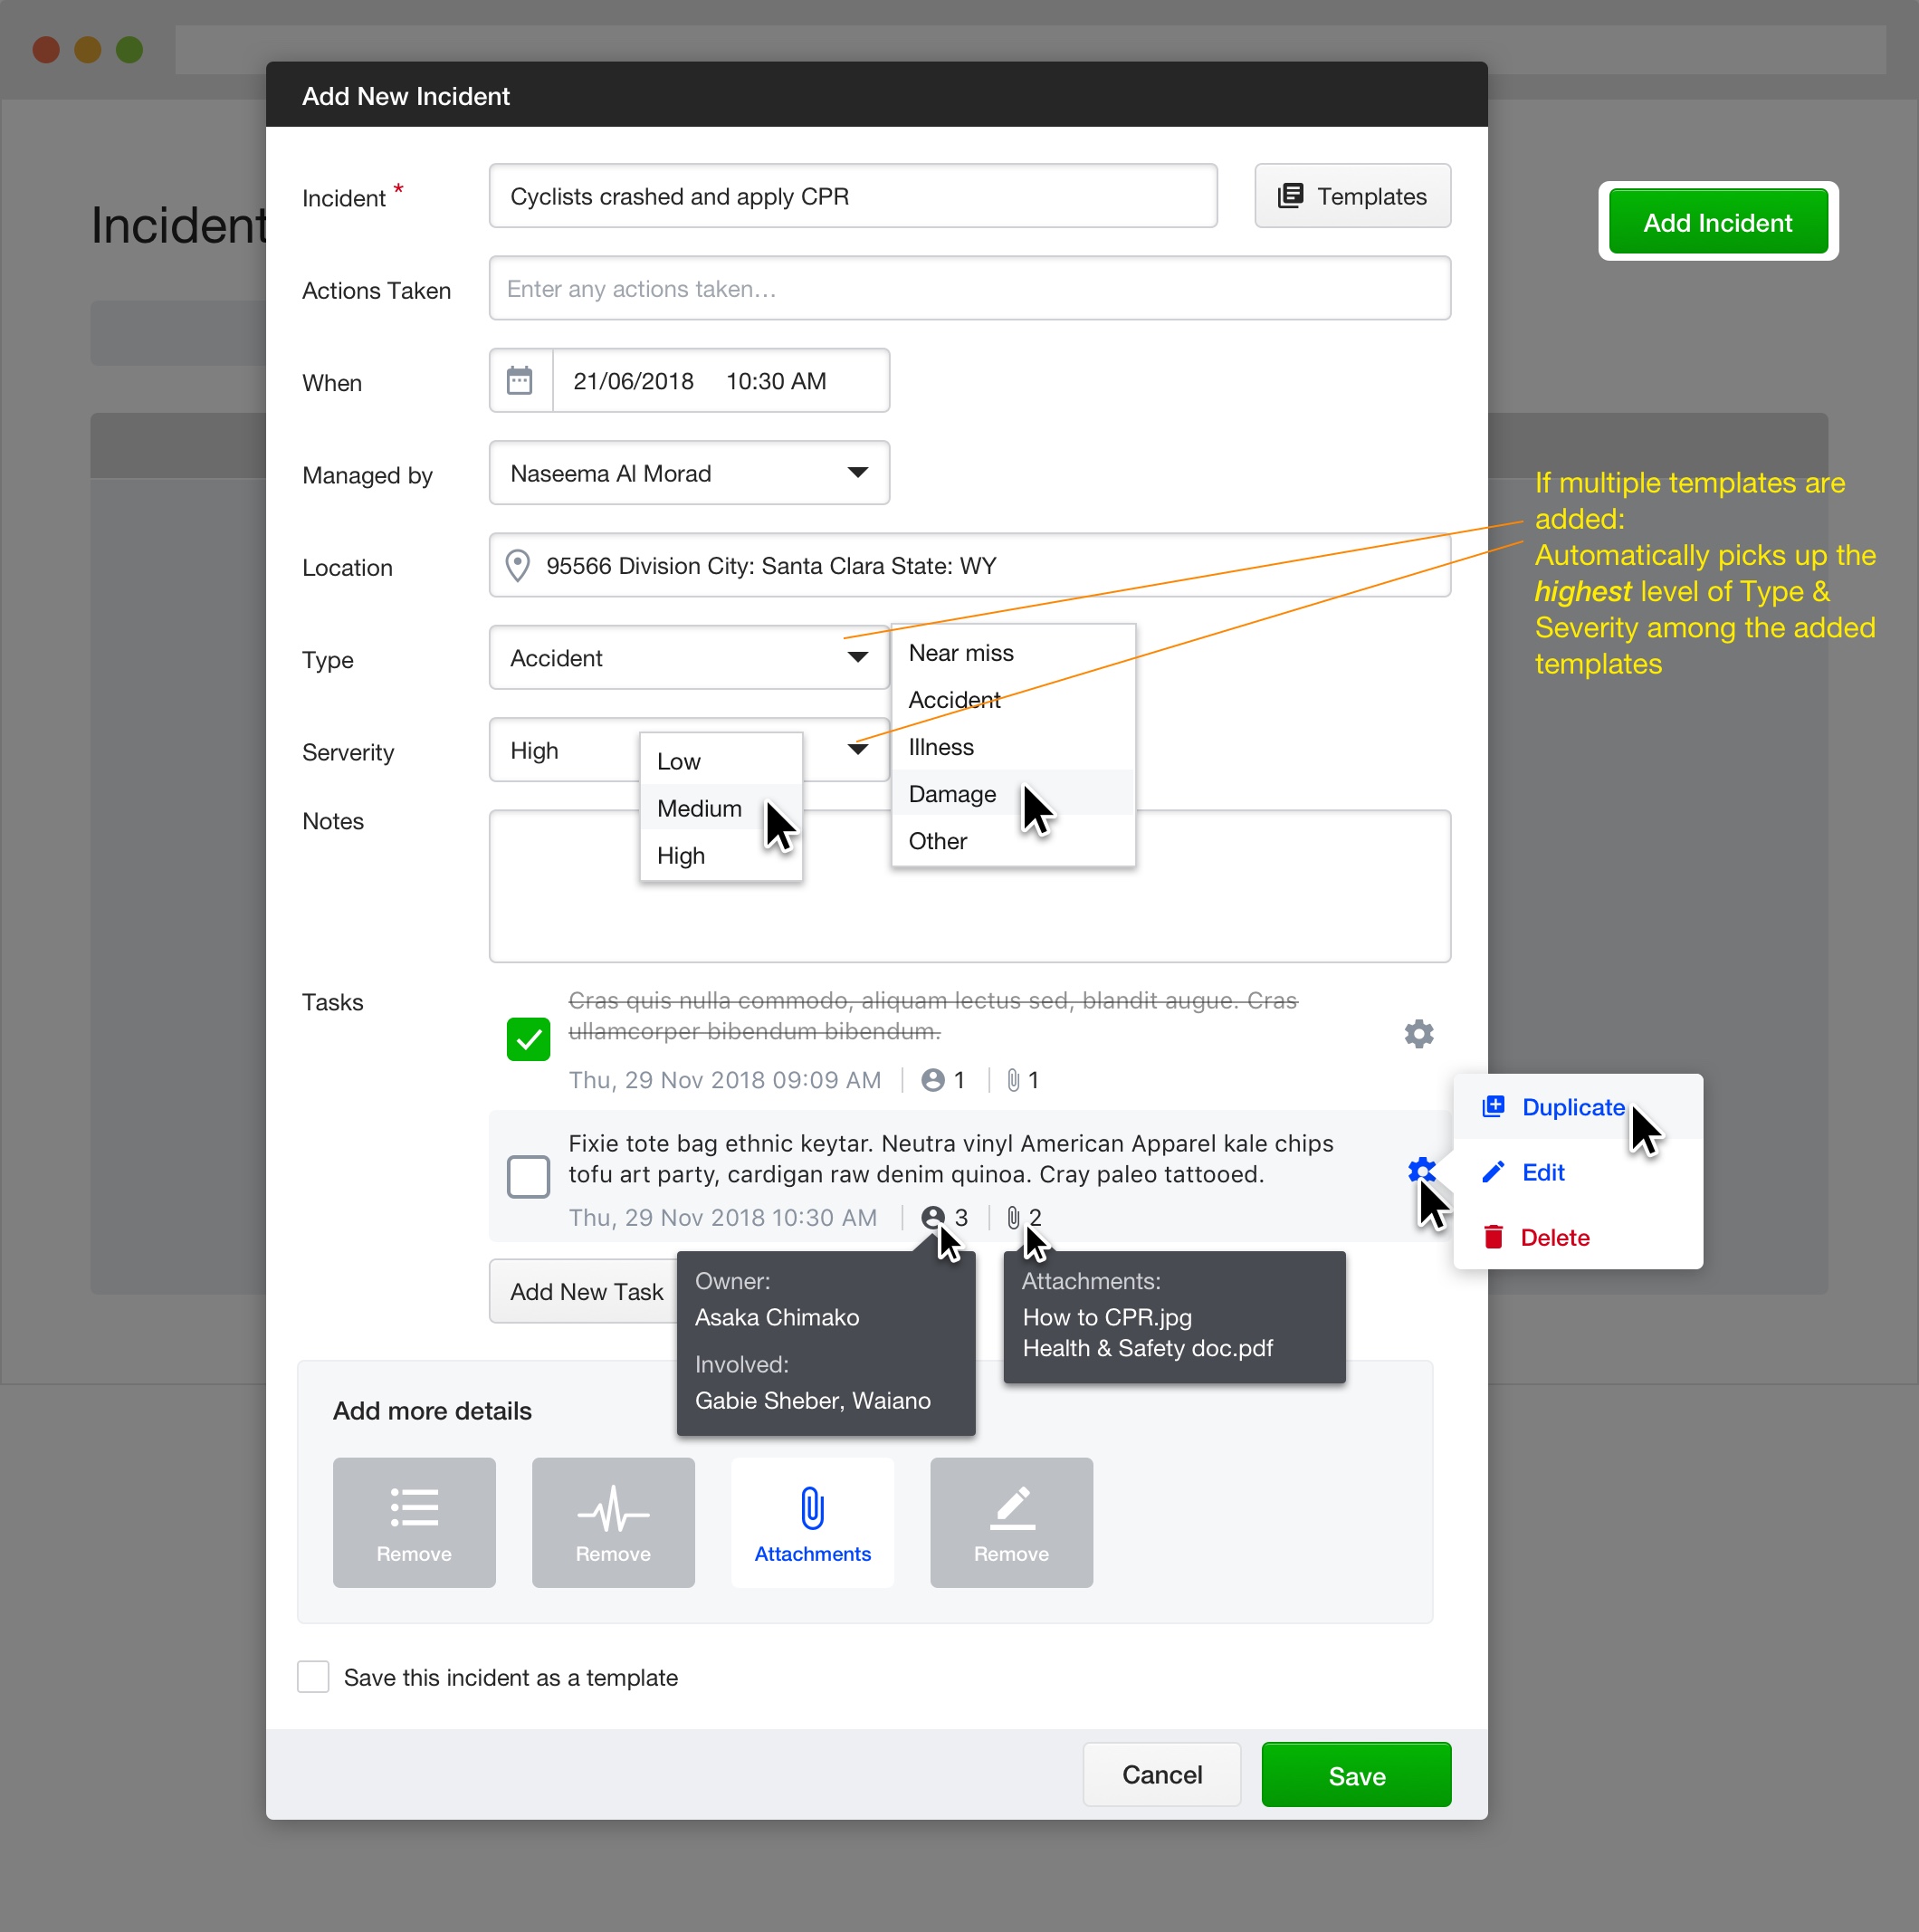 Add New Incident
Incident *
Cyclists crashed and apply CPR
Templates
Incident
Add Incident
Actions Taken
Enter any actions taken...
When
21/06/2018 10:30 AM
Managed by
Naseema Al Morad
If multiple templates are
added:
Automatically picks up the
highest level of Type &
Severity among the added
templates
Location
95566 Division City: Santa Clara State: WY
Type
Accident
Near miss
Accident
Illness
Damage
Other
Serverity
High
Low
Medium
High
Notes
Tasks
Cras quis nulla commodo, aliquam lectus sed, blandit augue. Cras
ullamcorper bibendum bibendum.
Thu, 29 Nov 2018 09:09 AM 1 1
Fixie tote bag ethnic keytar. Neutra vinyl American Apparel kale chips
tofu art party, cardigan raw denim quinoa. Cray paleo tattooed.
Thu, 29 Nov 2018 10:30 AM 3 2
Duplicate
Edit
Delete
Add New Task
Owner:
Asaka Chimako
Involved:
Gabie Sheber, Waiano
Attachments:
How to CPR.jpg
Health & Safety doc.pdf
Add more details
Remove
Remove
Attachments
Remove
Save this incident as a template
Cancel
Save